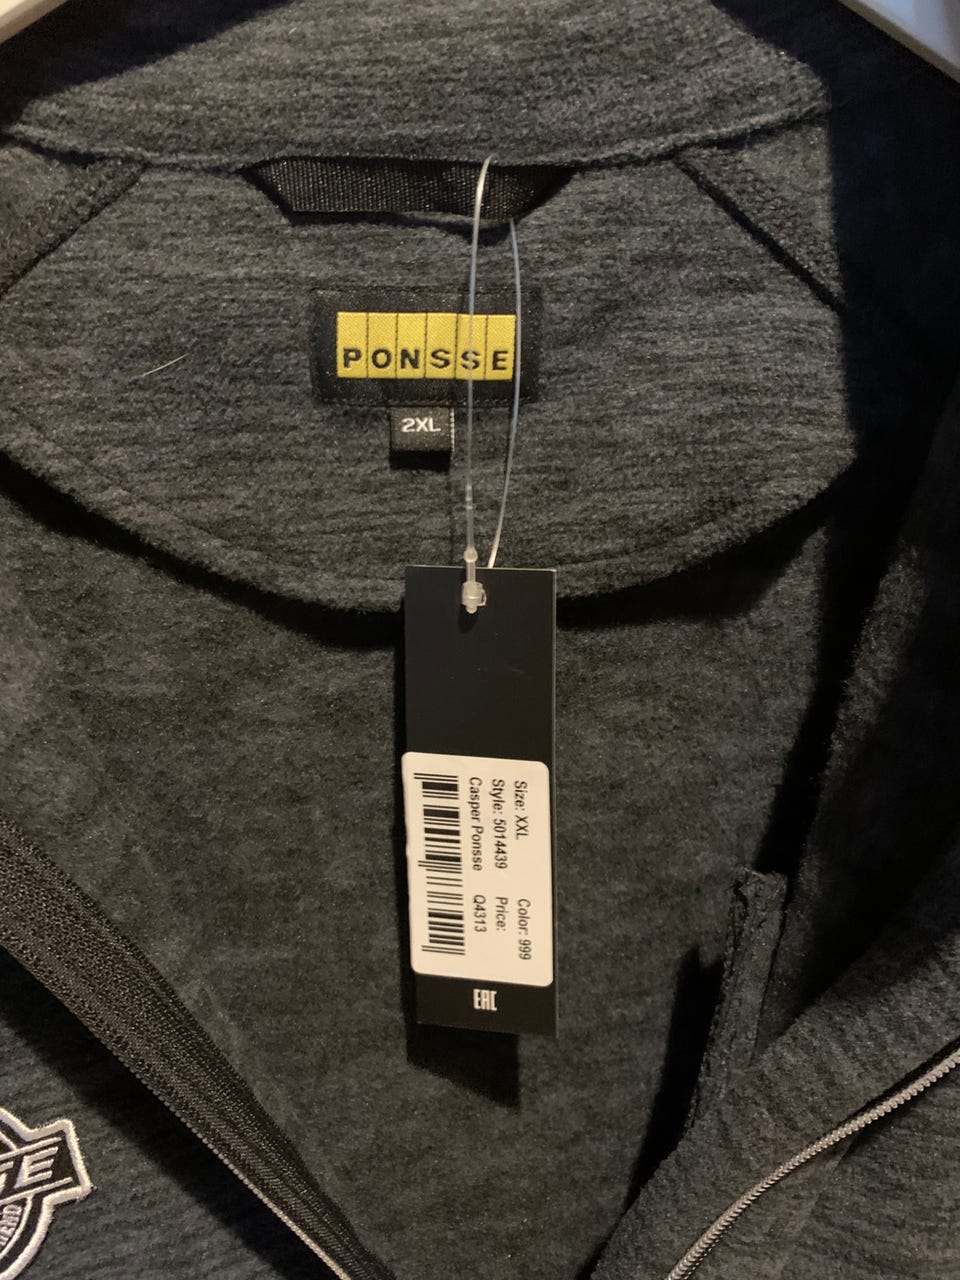 PONSSE
2XL
Size: XXL Color: 999
Style: 5014439 Price:
Casper Ponsse Q4313
EAC